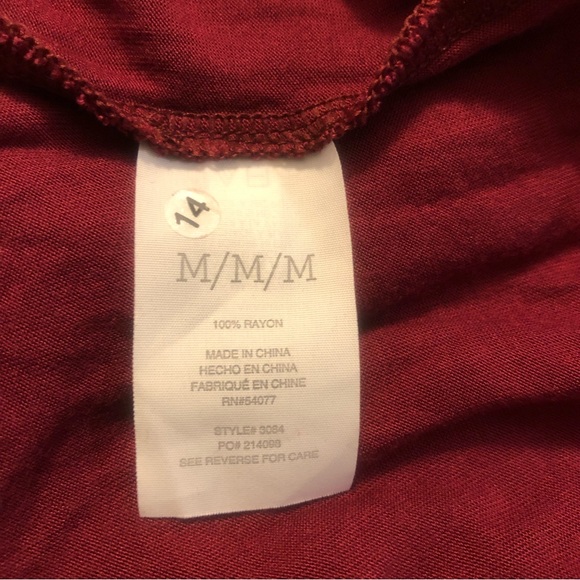 14
M/M/M
100% RAYON
MADE IN CHINA
HECHO EN CHINA
FABRIQUÉ EN CHINE
RN#54077
STYLE# 3084
PO# 214098
SEE REVERSE FOR CARE